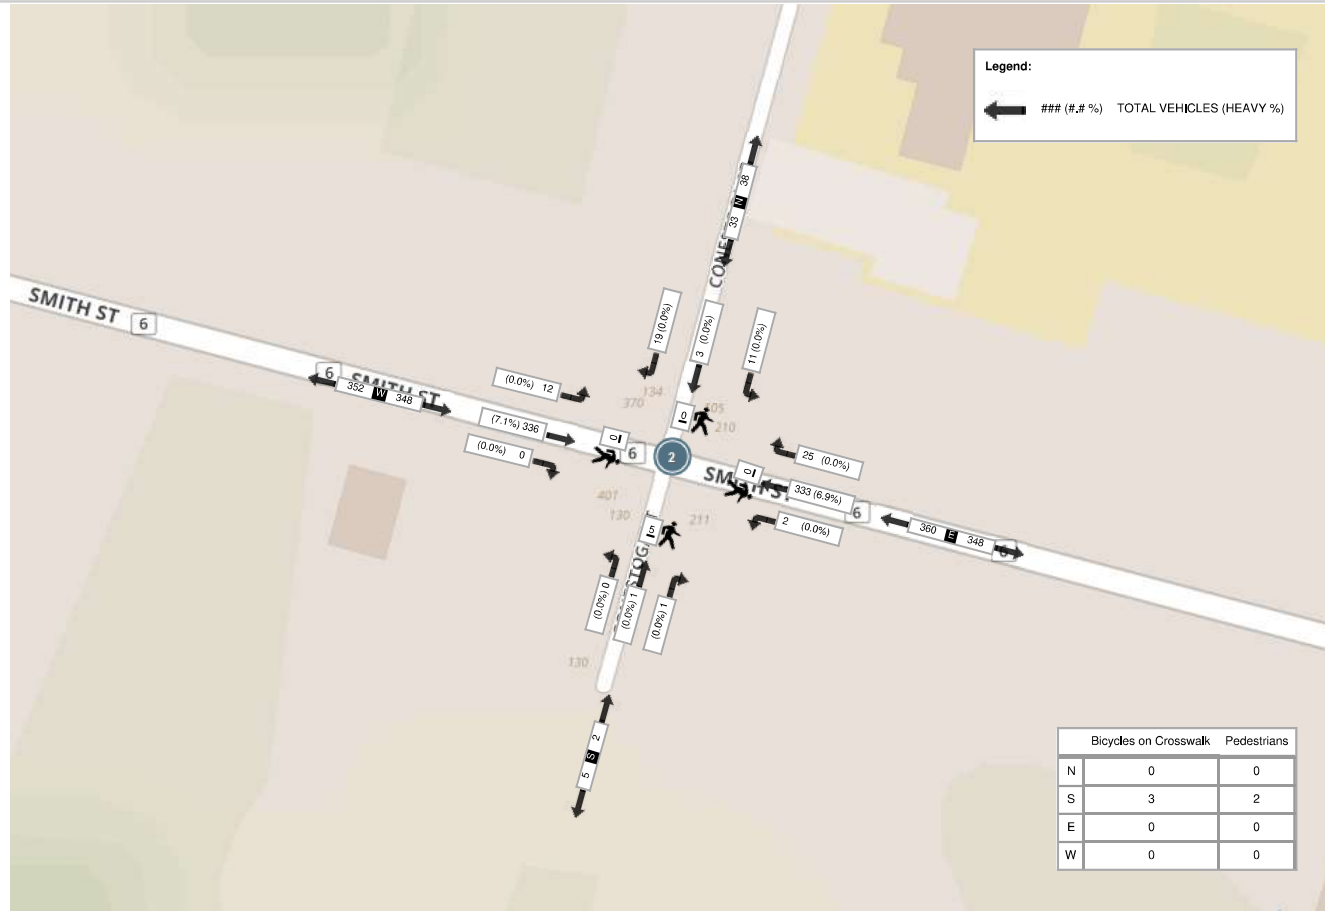 Legend:
### (#.# %) TOTAL VEHICLES (HEAVY %)
38 N 33
SMITH ST
6
6
SMITH ST
352 W 348
19 (0.0%)
3 (0.0%)
11 (0.0%)
(0.0%) 12
134
370
210
0
(7.1%) 336
(0.0%) 0
0
6
2
0
25 (0.0%)
333 (6.9%)
2 (0.0%)
6
360 E 348
6
401
130
211
5
(0.0%) 0
(0.0%) 1
(0.0%) 1
130
5 S 2
Bicycles on Crosswalk Pedestrians
N 0 0
S 3 2
E 0 0
W 0 0